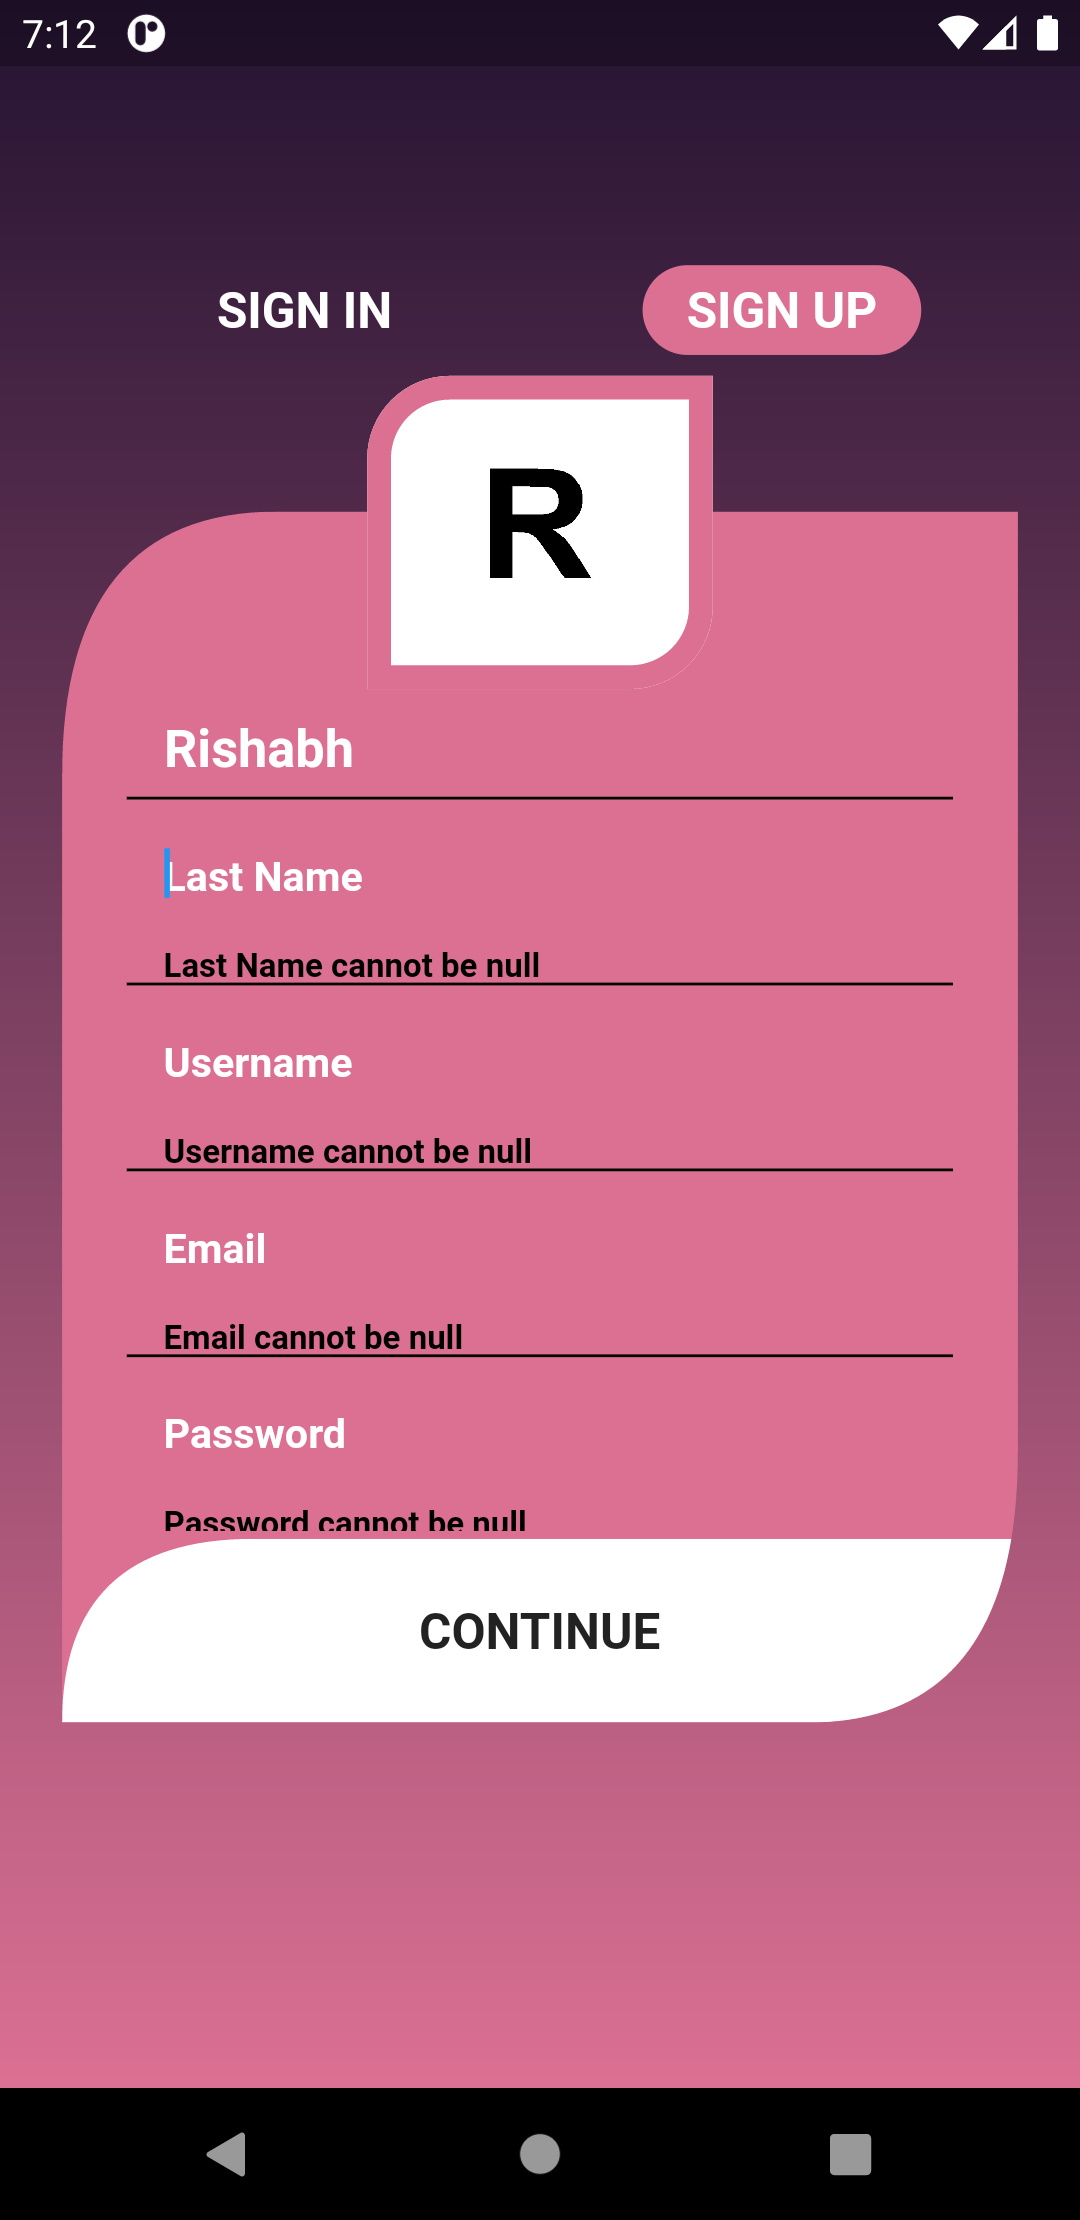 7:12
SIGN IN
SIGN UP
R
Rishabh
Last Name
Last Name cannot be null
Username
Username cannot be null
Email
Email cannot be null
Password
Password cannot be null
CONTINUE